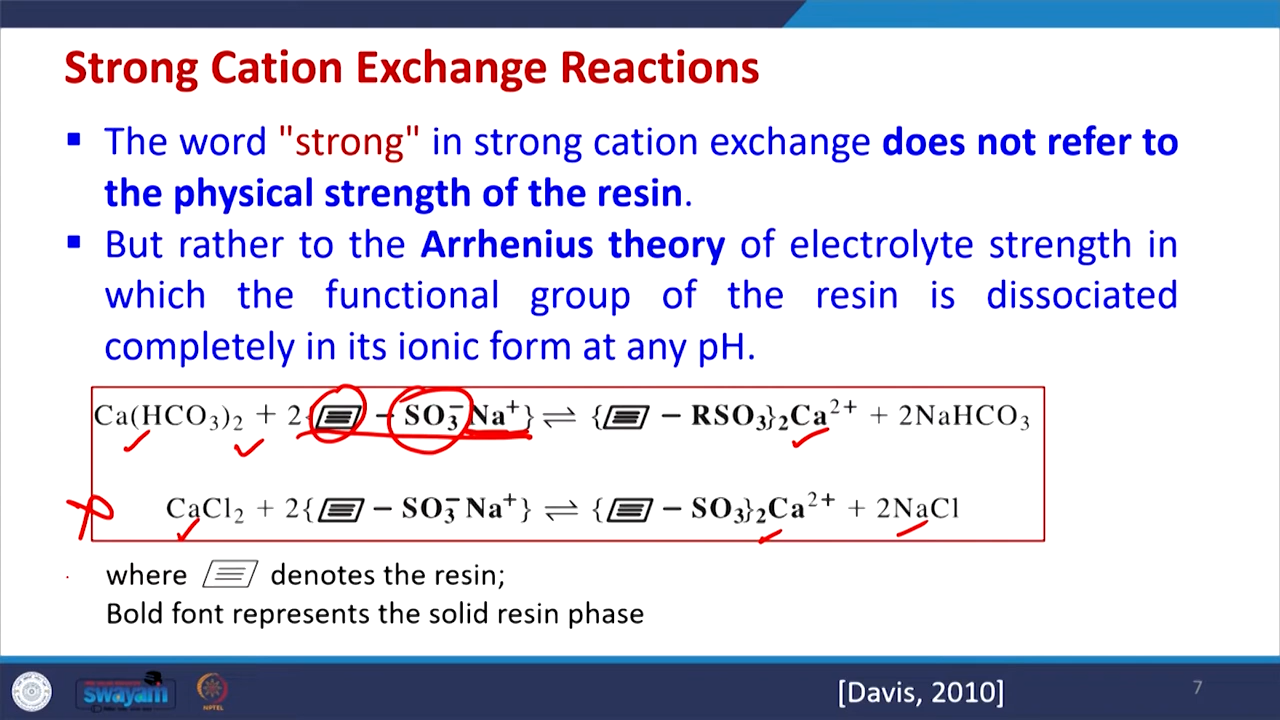 Strong Cation Exchange Reactions
▪ The word "strong" in strong cation exchange does not refer to
the physical strength of the resin.
▪ But rather to the Arrhenius theory of electrolyte strength in
which the functional group of the resin is dissociated
completely in its ionic form at any pH.
Ca(HCO₃)₂ + 2{ – SO₃⁻ Na⁺} ⇌ { – RSO₃}₂Ca²⁺ + 2NaHCO₃
CaCl₂ + 2{ – SO₃⁻ Na⁺} ⇌ { – SO₃}₂Ca²⁺ + 2NaCl
where denotes the resin;
Bold font represents the solid resin phase
swayam
NPTEL
[Davis, 2010]
7